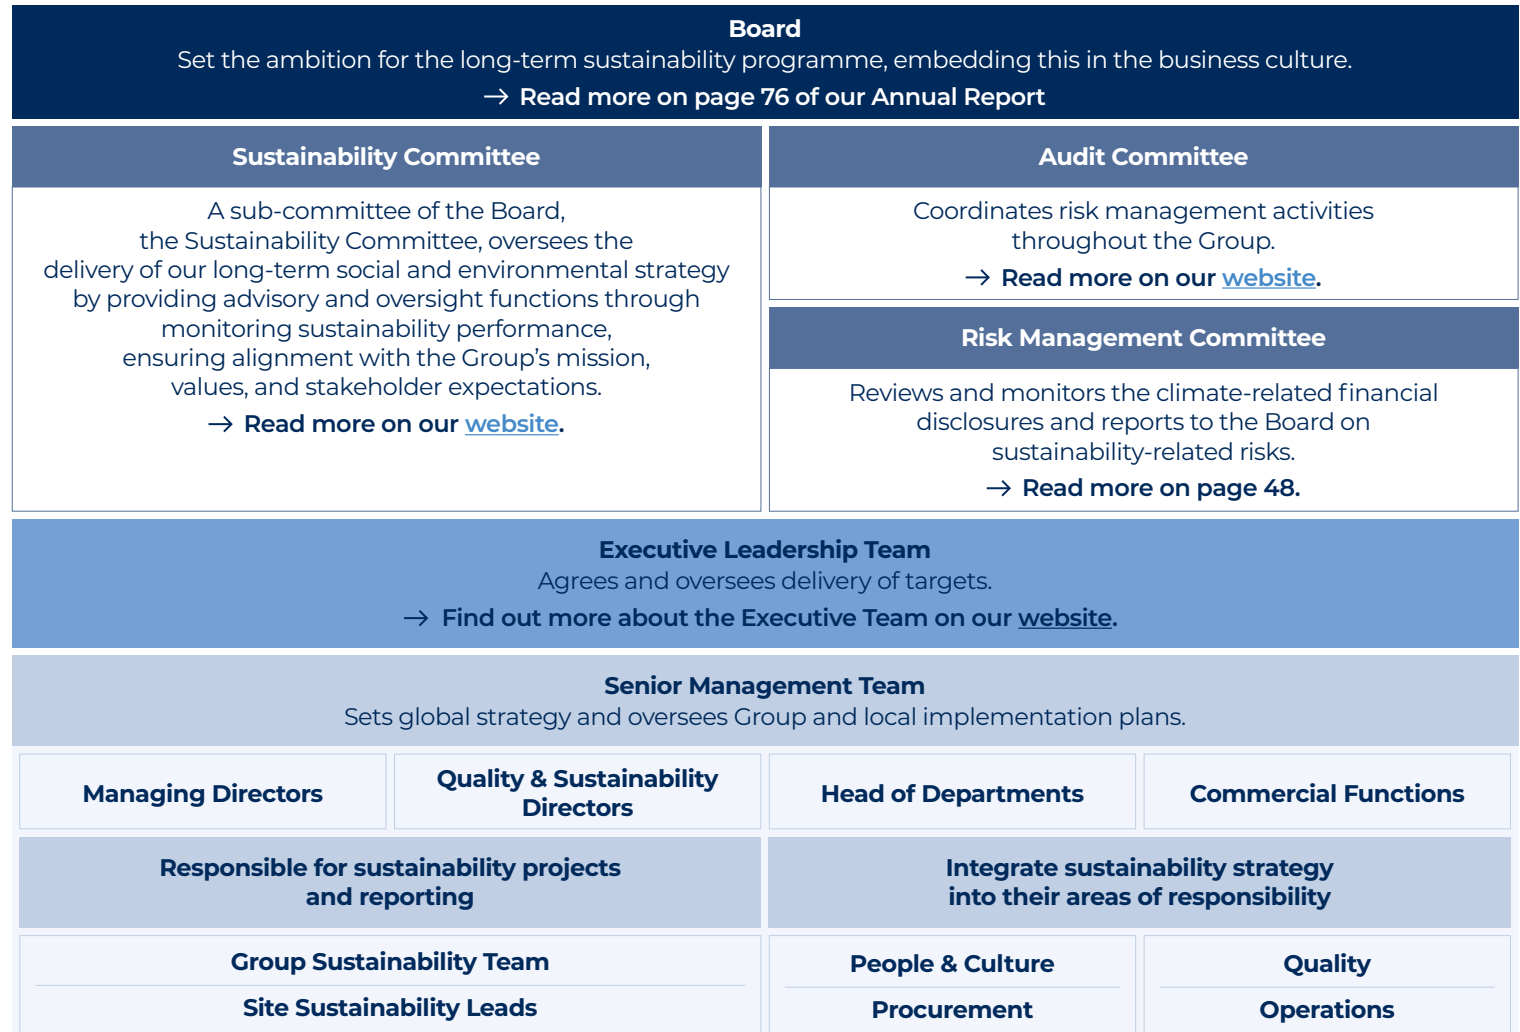 Board
Set the ambition for the long-term sustainability programme, embedding this in the business culture.
→ Read more on page 76 of our Annual Report
Sustainability Committee
A sub-committee of the Board,
the Sustainability Committee, oversees the
delivery of our long-term social and environmental strategy
by providing advisory and oversight functions through
monitoring sustainability performance,
ensuring alignment with the Group’s mission,
values, and stakeholder expectations.
→ Read more on our website.
Audit Committee
Coordinates risk management activities
throughout the Group.
→ Read more on our website.
Risk Management Committee
Reviews and monitors the climate-related financial
disclosures and reports to the Board on
sustainability-related risks.
→ Read more on page 48.
Executive Leadership Team
Agrees and oversees delivery of targets.
→ Find out more about the Executive Team on our website.
Senior Management Team
Sets global strategy and oversees Group and local implementation plans.
Managing Directors
Quality & Sustainability
Directors
Head of Departments
Commercial Functions
Responsible for sustainability projects
and reporting
Integrate sustainability strategy
into their areas of responsibility
Group Sustainability Team
Site Sustainability Leads
People & Culture
Procurement
Quality
Operations